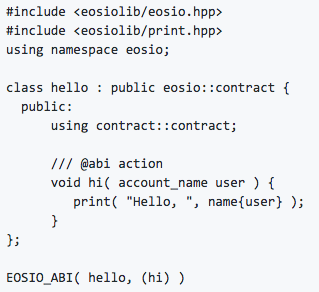 #include <eosiolib/eosio.hpp>
#include <eosiolib/print.hpp>
using namespace eosio;

class hello : public eosio::contract {
  public:
      using contract::contract;

      /// @abi action
      void hi( account_name user ) {
         print( "Hello, ", name{user} );
      }
};

EOSIO_ABI( hello, (hi) )